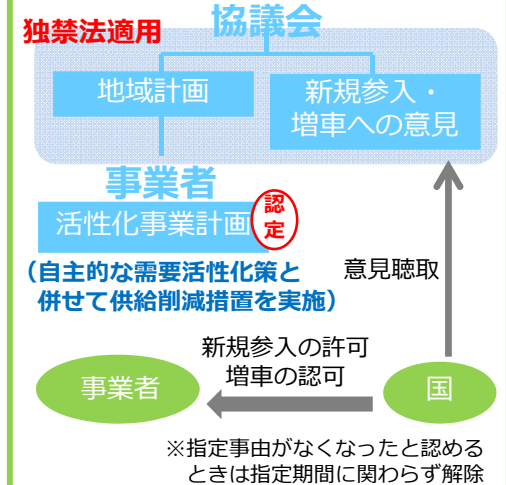 独禁法適用
協議会
地域計画
新規参入・
増車への意見
事業者
活性化事業計画
認
定
（自主的な需要活性化策と
併せて供給削減措置を実施）
意見聴取
新規参入の許可
増車の認可
事業者
国
※指定事由がなくなったと認める
ときは指定期間に関わらず解除